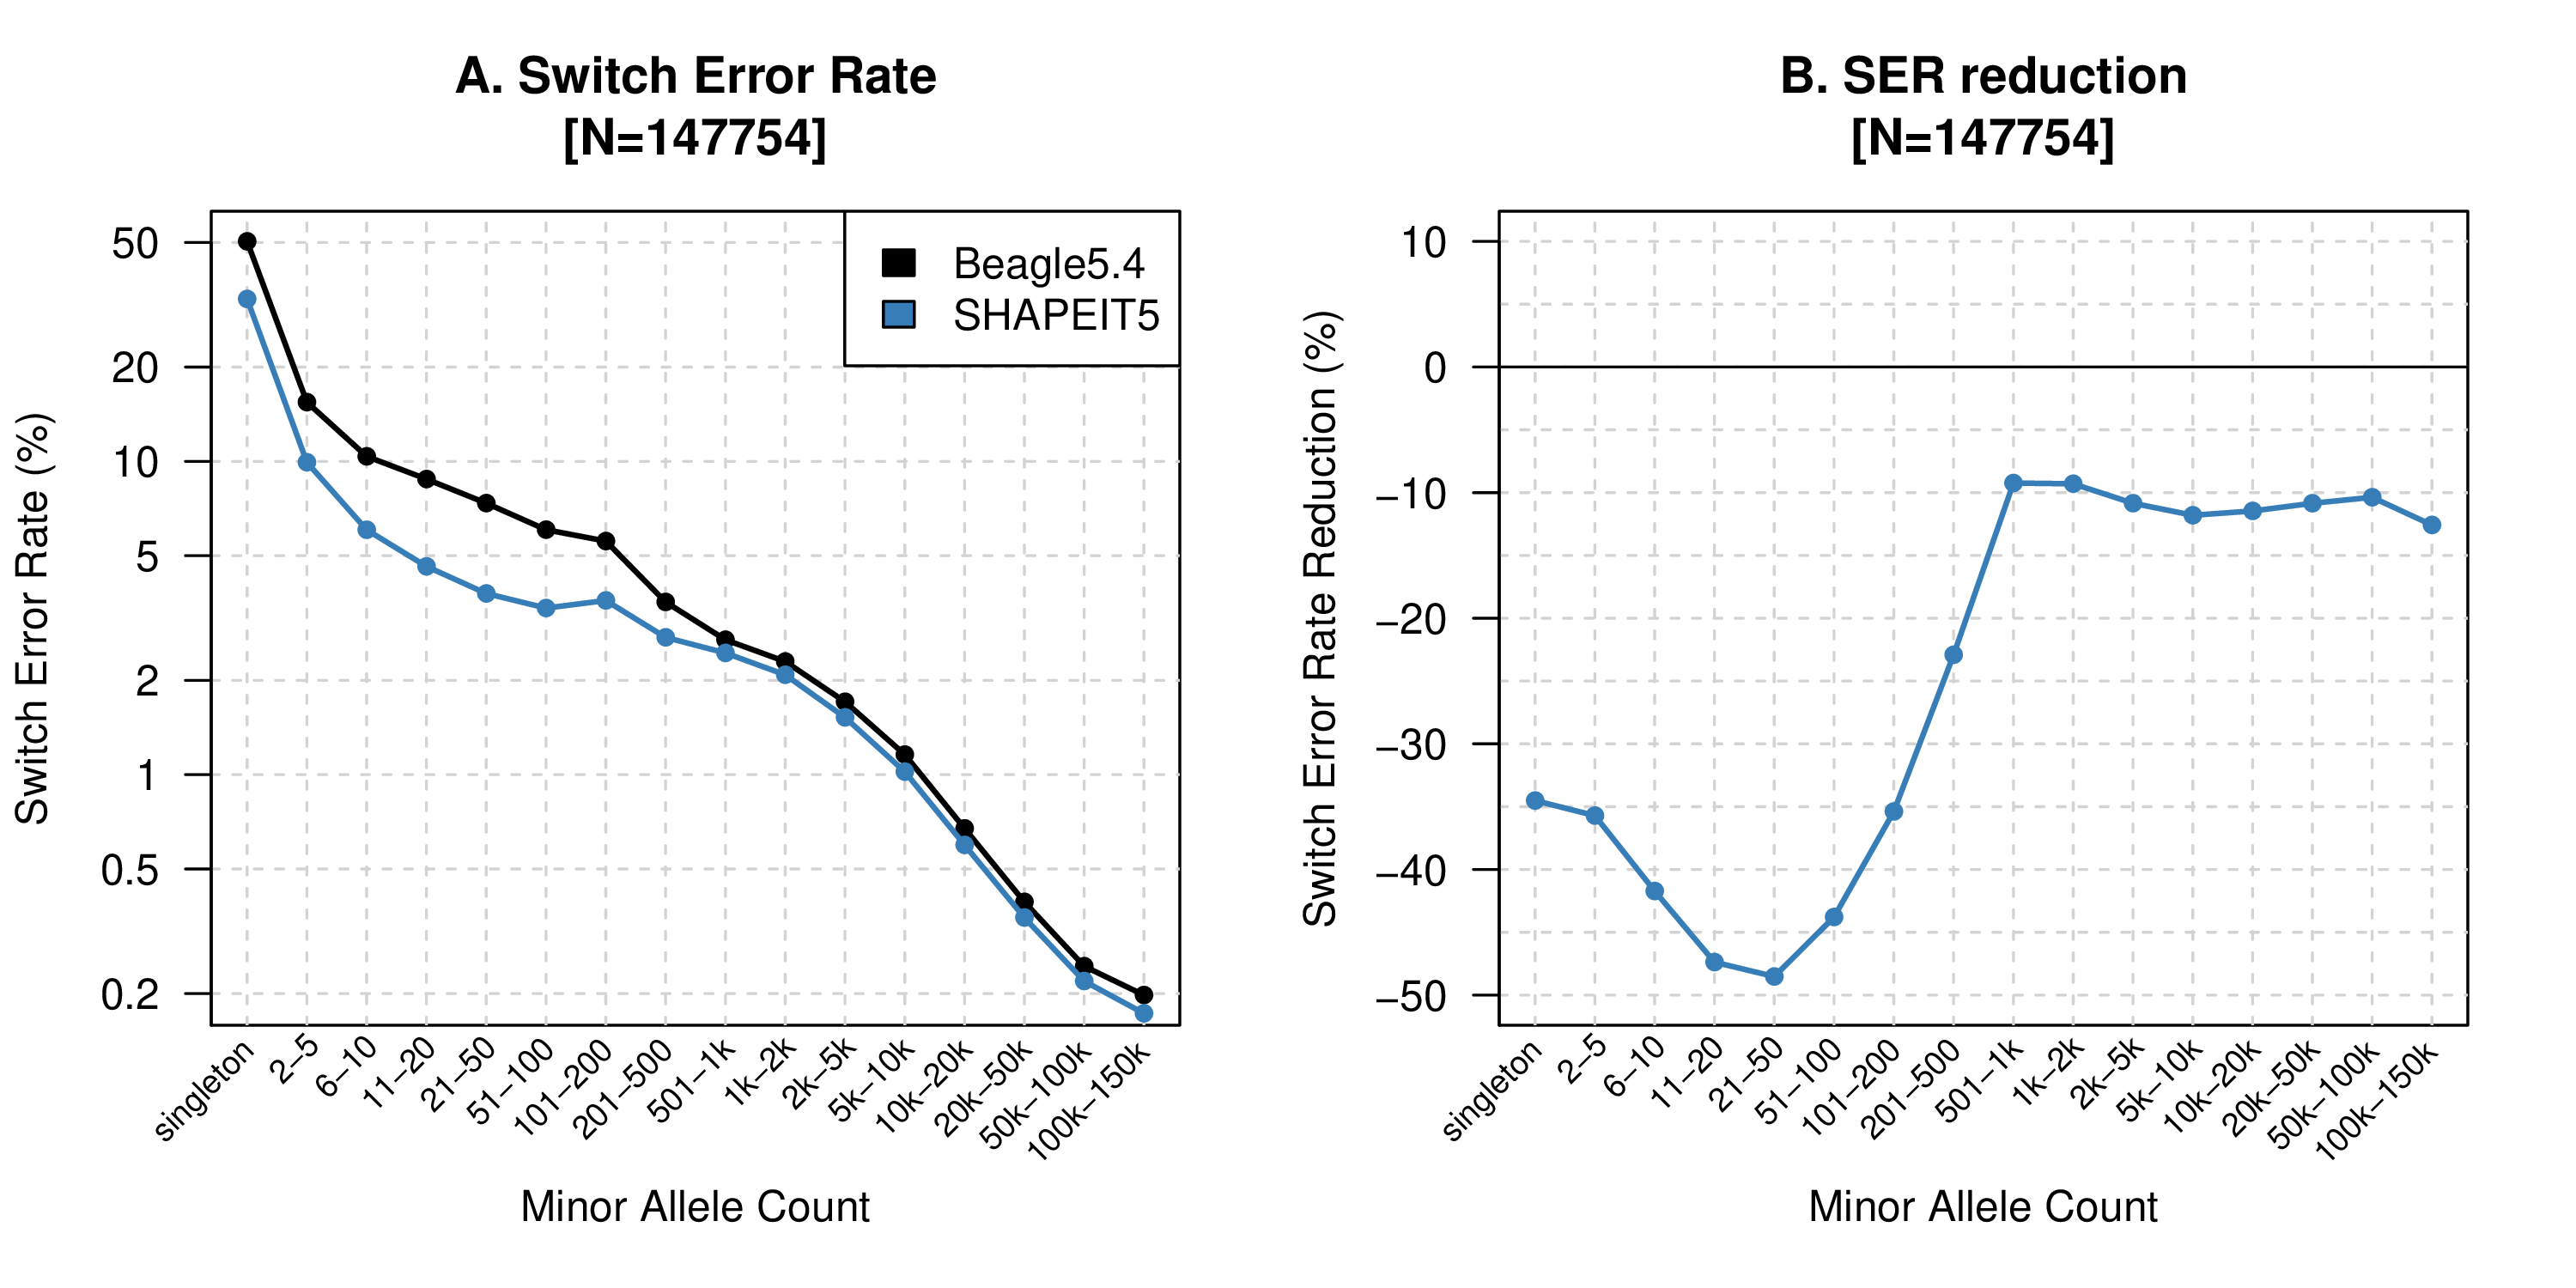 A. Switch Error Rate
[N=147754]
Switch Error Rate (%)
50
20
10
5
2
1
0.5
0.2
Beagle5.4
SHAPEIT5
singleton
2−5
6−10
11−20
21−50
51−100
101−200
201−500
501−1k
1k−2k
2k−5k
5k−10k
10k−20k
20k−50k
50k−100k
100k−150k
Minor Allele Count
B. SER reduction
[N=147754]
Switch Error Rate Reduction (%)
10
0
−10
−20
−30
−40
−50
singleton
2−5
6−10
11−20
21−50
51−100
101−200
201−500
501−1k
1k−2k
2k−5k
5k−10k
10k−20k
20k−50k
50k−100k
100k−150k
Minor Allele Count